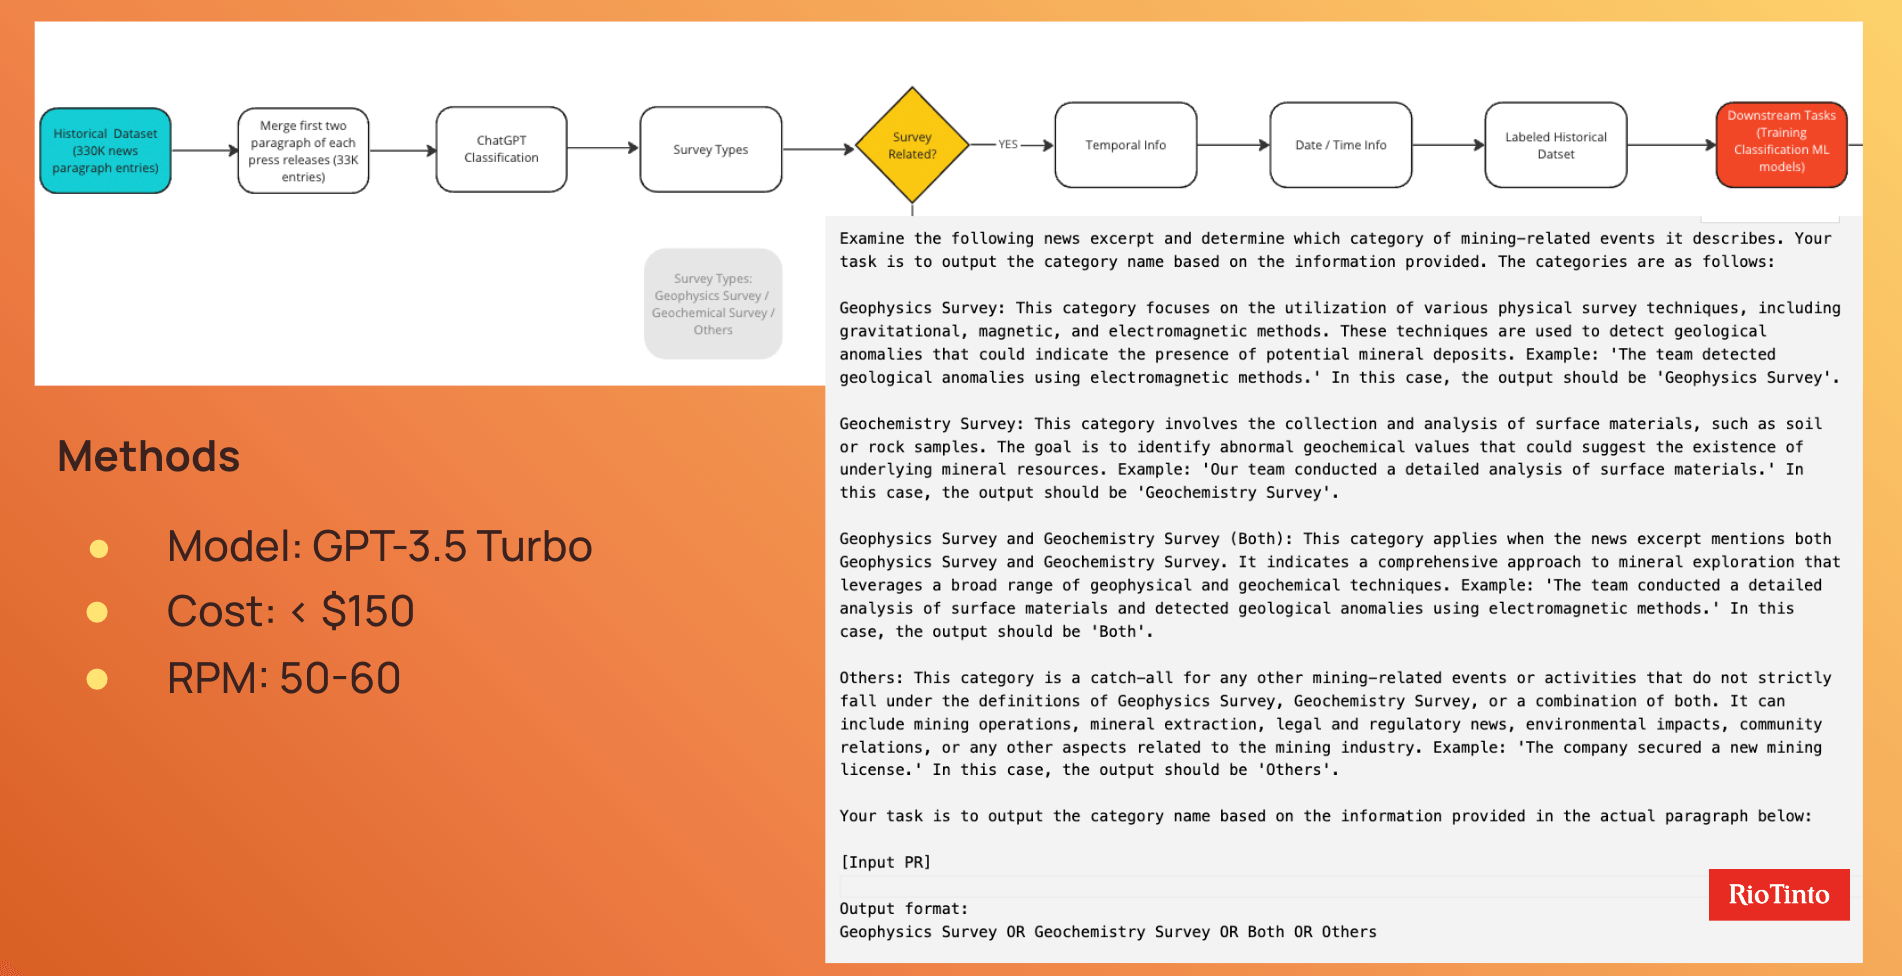 Historical Dataset
(330K news
paragraph entries)
Merge first two
paragraph of each
press releases (33K
entries)
ChatGPT
Classification
Survey Types
Survey
Related?
YES
Temporal Info
Date / Time Info
Labeled Historical
Datset
Downstream Tasks
(Training
Classification ML
models)
Survey Types:
Geophysics Survey /
Geochemical Survey /
Others
Methods
Model: GPT-3.5 Turbo
Cost: < $150
RPM: 50-60
Examine the following news excerpt and determine which category of mining-related events it describes. Your
task is to output the category name based on the information provided. The categories are as follows:
Geophysics Survey: This category focuses on the utilization of various physical survey techniques, including
gravitational, magnetic, and electromagnetic methods. These techniques are used to detect geological
anomalies that could indicate the presence of potential mineral deposits. Example: 'The team detected
geological anomalies using electromagnetic methods.' In this case, the output should be 'Geophysics Survey'.
Geochemistry Survey: This category involves the collection and analysis of surface materials, such as soil
or rock samples. The goal is to identify abnormal geochemical values that could suggest the existence of
underlying mineral resources. Example: 'Our team conducted a detailed analysis of surface materials.' In
this case, the output should be 'Geochemistry Survey'.
Geophysics Survey and Geochemistry Survey (Both): This category applies when the news excerpt mentions both
Geophysics Survey and Geochemistry Survey. It indicates a comprehensive approach to mineral exploration that
leverages a broad range of geophysical and geochemical techniques. Example: 'The team conducted a detailed
analysis of surface materials and detected geological anomalies using electromagnetic methods.' In this
case, the output should be 'Both'.
Others: This category is a catch-all for any other mining-related events or activities that do not strictly
fall under the definitions of Geophysics Survey, Geochemistry Survey, or a combination of both. It can
include mining operations, mineral extraction, legal and regulatory news, environmental impacts, community
relations, or any other aspects related to the mining industry. Example: 'The company secured a new mining
license.' In this case, the output should be 'Others'.
Your task is to output the category name based on the information provided in the actual paragraph below:
[Input PR]
Output format:
Geophysics Survey OR Geochemistry Survey OR Both OR Others
RioTinto